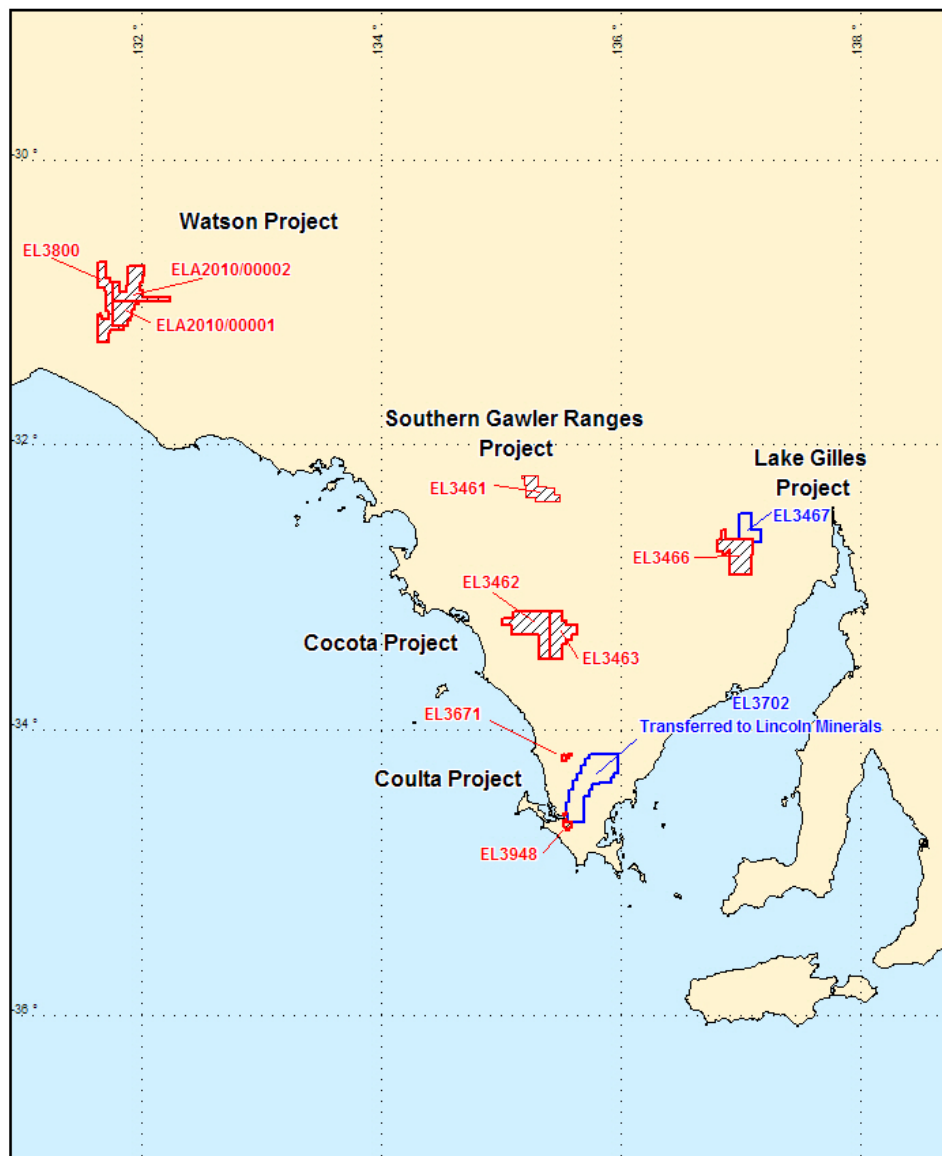 132 °
134 °
136 °
138 °
-30 °
Watson Project
EL3800
ELA2010/00002
ELA2010/00001
-32 °
Southern Gawler Ranges
Project
EL3461
Lake Gilles
Project
EL3467
EL3466
EL3462
Cocota Project
EL3463
EL3702
EL3671
Transferred to Lincoln Minerals
-34 °
Coulta Project
EL3948
-36 °